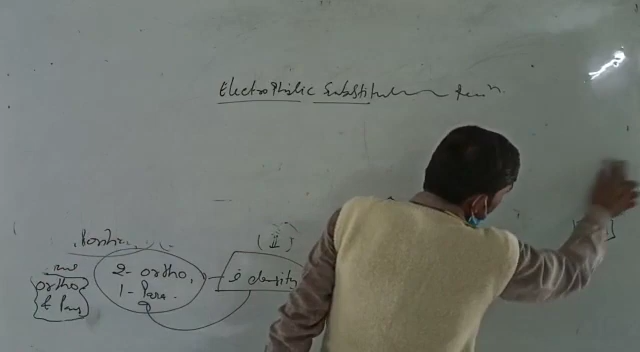 Electrophilic Substitution Reacn.
(II)
2- ortho,
1- Para.
ē density
ortho
& Para